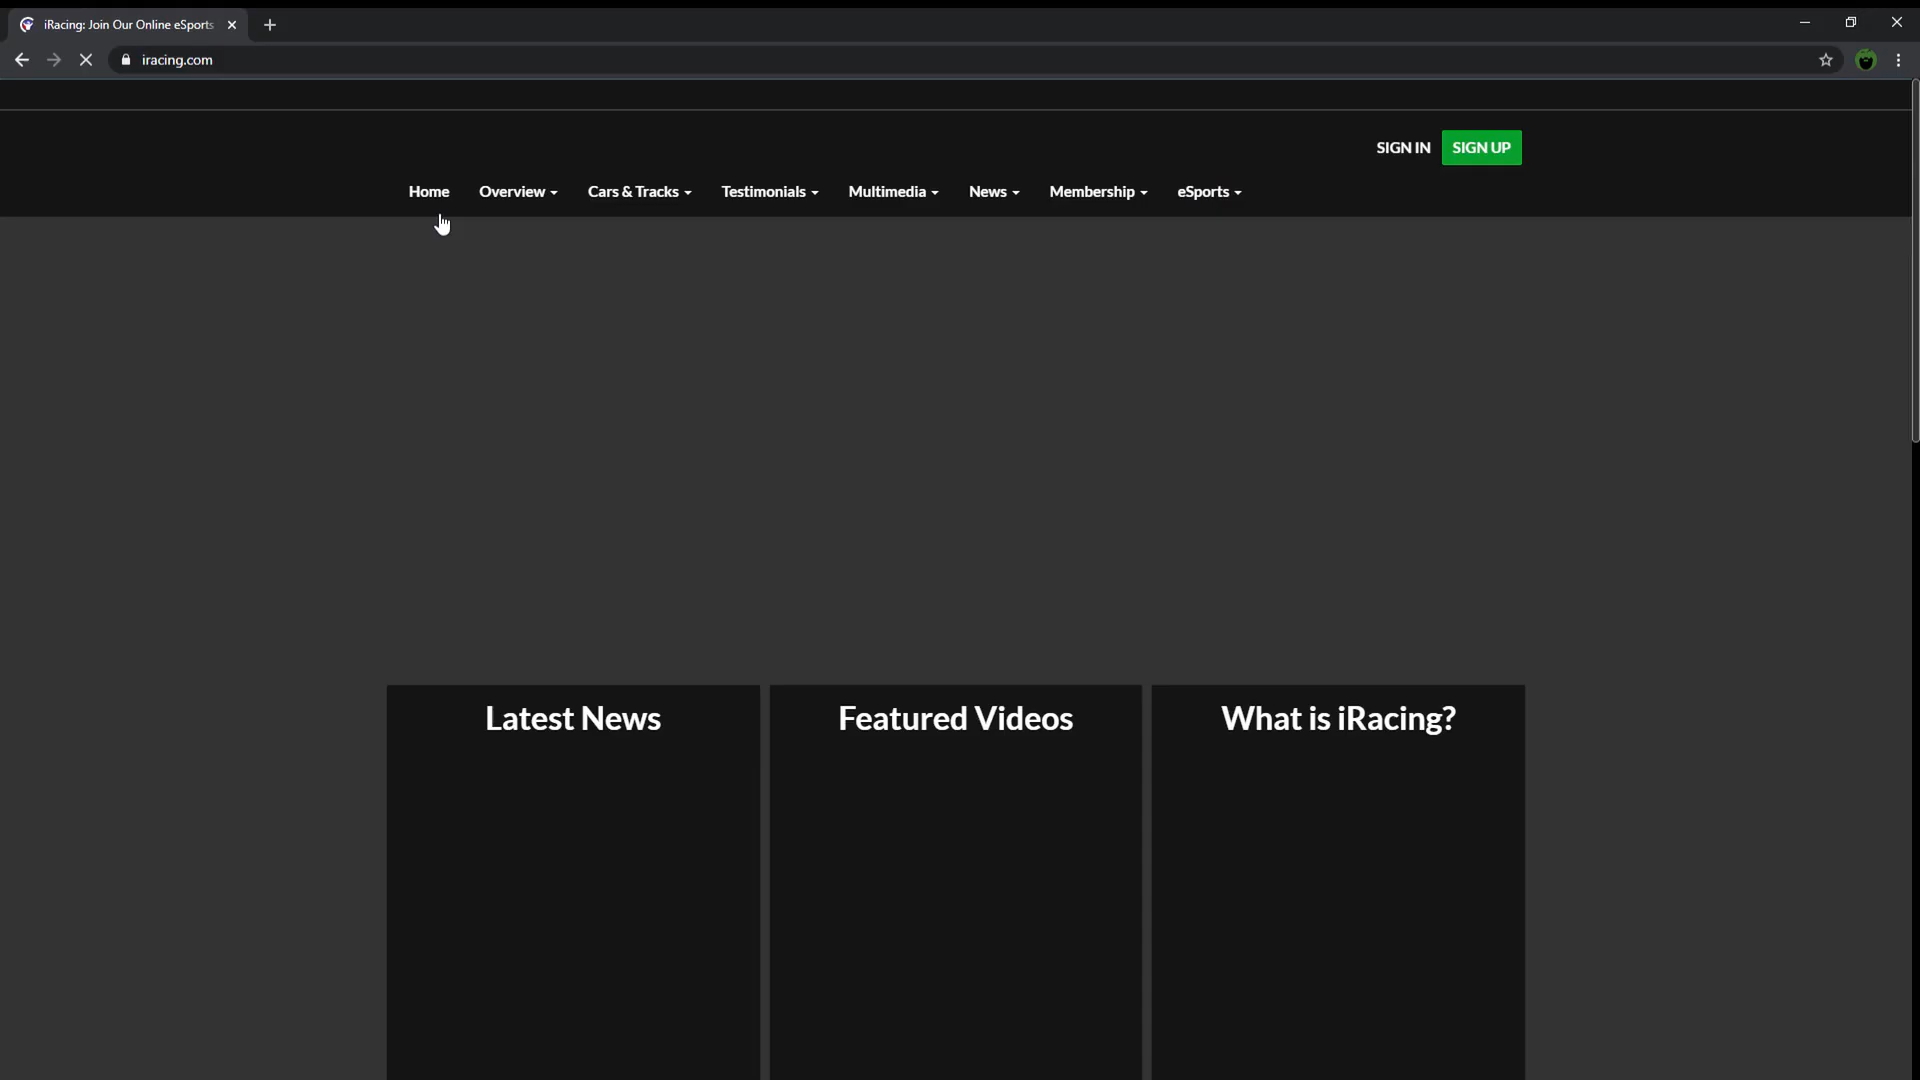 iRacing: Join Our Online eSports
iracing.com
SIGN IN SIGN UP
Home Overview Cars & Tracks Testimonials Multimedia News Membership eSports
Latest News Featured Videos What is iRacing?